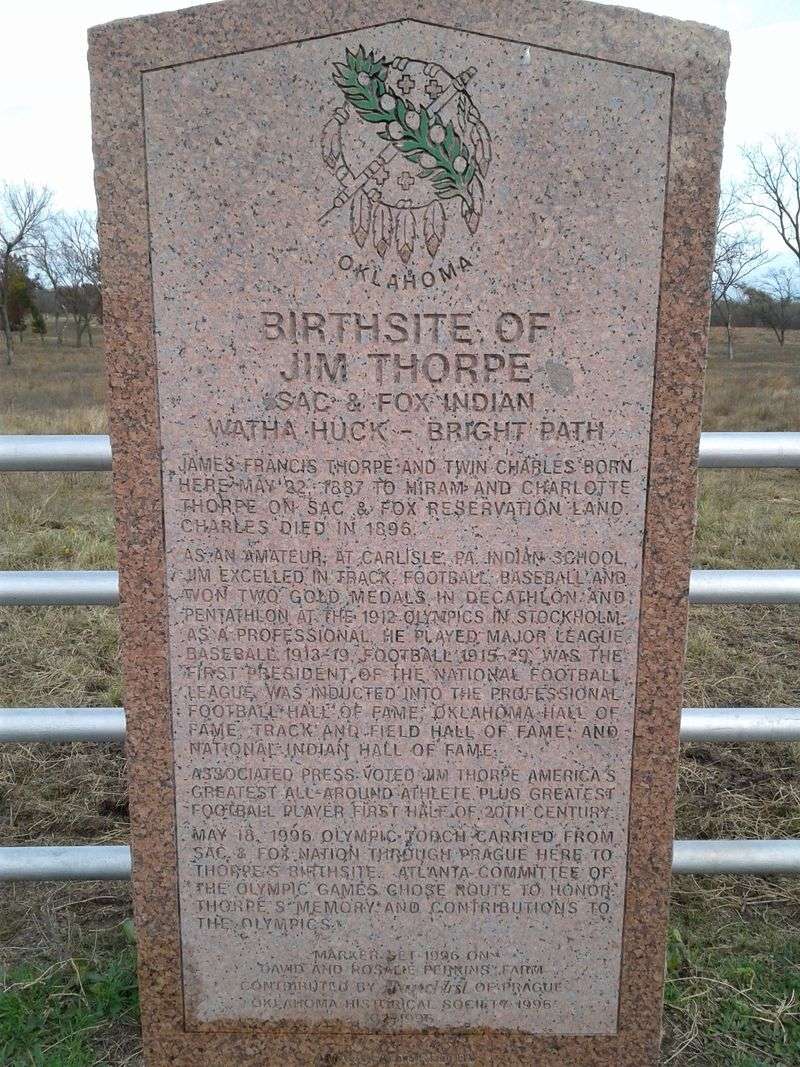 OKLAHOMA
BIRTHSITE OF
JIM THORPE
SAC & FOX INDIAN
WATHA HUCK - BRIGHT PATH
JAMES FRANCIS THORPE AND TWIN CHARLES BORN
HERE MAY 22, 1887 TO HIRAM AND CHARLOTTE
THORPE ON SAC & FOX RESERVATION LAND.
CHARLES DIED IN 1896.
AS AN AMATEUR, AT CARLISLE, PA. INDIAN SCHOOL,
JIM EXCELLED IN TRACK, FOOTBALL, BASEBALL AND
WON TWO GOLD MEDALS IN DECATHLON AND
PENTATHLON AT THE 1912 OLYMPICS IN STOCKHOLM.
AS A PROFESSIONAL, HE PLAYED MAJOR LEAGUE
BASEBALL 1913-19, FOOTBALL 1915-29, WAS THE
FIRST PRESIDENT OF THE NATIONAL FOOTBALL
LEAGUE, WAS INDUCTED INTO THE PROFESSIONAL
FOOTBALL HALL OF FAME, OKLAHOMA HALL OF
FAME, TRACK AND FIELD HALL OF FAME, AND
NATIONAL INDIAN HALL OF FAME.
ASSOCIATED PRESS VOTED JIM THORPE AMERICA'S
GREATEST ALL-AROUND ATHLETE PLUS GREATEST
FOOTBALL PLAYER FIRST HALF OF 20TH CENTURY.
MAY 18, 1996 OLYMPIC TORCH CARRIED FROM
SAC & FOX NATION THROUGH PRAGUE HERE TO
THORPE'S BIRTHSITE. ATLANTA COMMITTEE OF
THE OLYMPIC GAMES CHOSE ROUTE TO HONOR
THORPE'S MEMORY AND CONTRIBUTIONS TO
THE OLYMPICS.
MARKER SET 1996 ON
DAVID AND ROSALIE PERKINS' FARM
CONTRIBUTED BY OF PRAGUE
OKLAHOMA HISTORICAL SOCIETY 1996